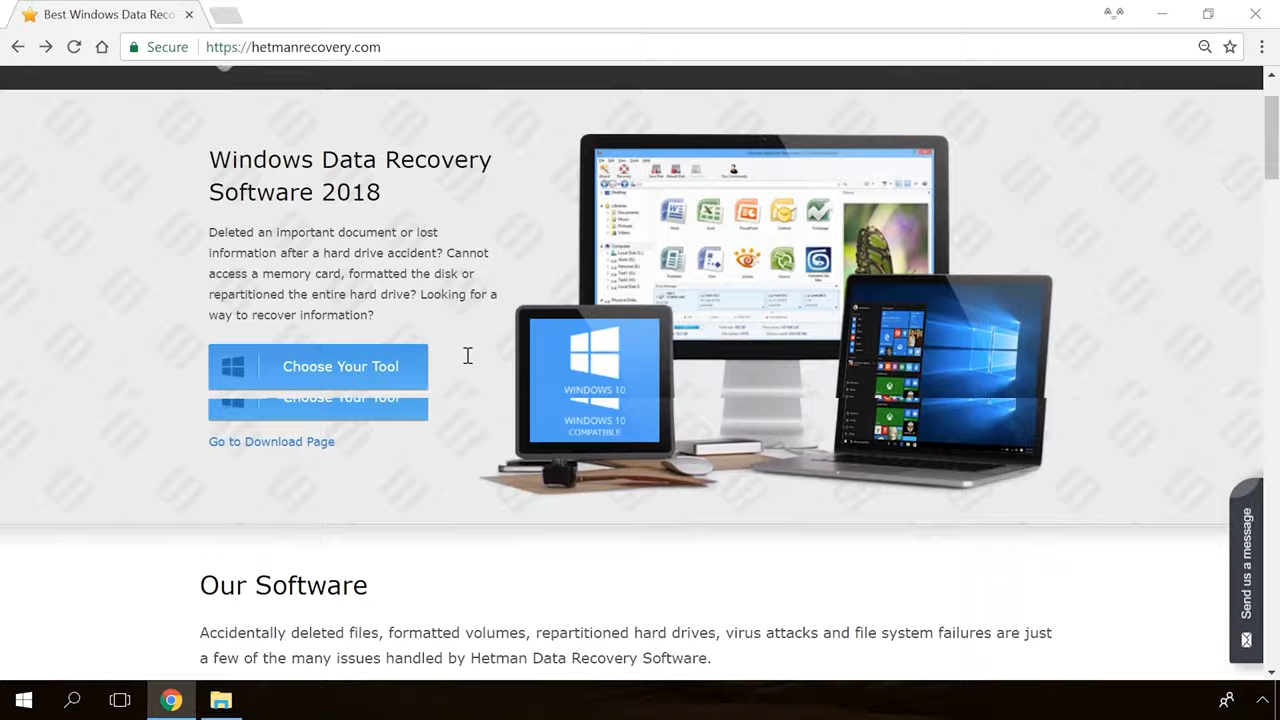 Best Windows Data Reco
Secure
https://hetmanrecovery.com
Windows Data Recovery
Software 2018
Deleted an important document or lost
information after a hard drive accident? Cannot
access a memory card, formatted the disk or
repartitioned the entire hard drive? Looking for a
way to recover information?
Choose Your Tool
Choose Your Tool
Go to Download Page
WINDOWS 10
WINDOWS 10
COMPATIBLE
Send us a message
Our Software
Accidentally deleted files, formatted volumes, repartitioned hard drives, virus attacks and file system failures are just
a few of the many issues handled by Hetman Data Recovery Software.